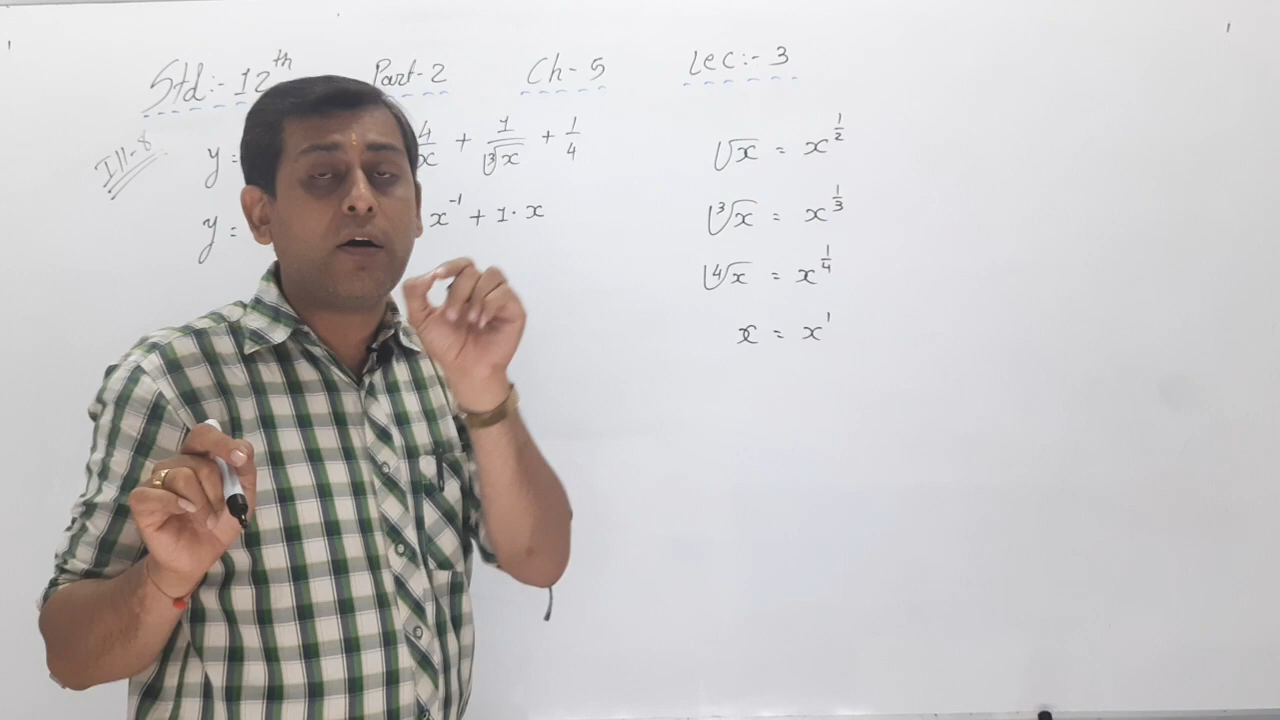 Std:- 12th Part-2 Ch-5 Lec:- 3
Ill-8
y = 4/x + 1/∛x + 1/4
y = x⁻¹ + 1·x
√x = x^(1/2)
∛x = x^(1/3)
∜x = x^(1/4)
x = x¹